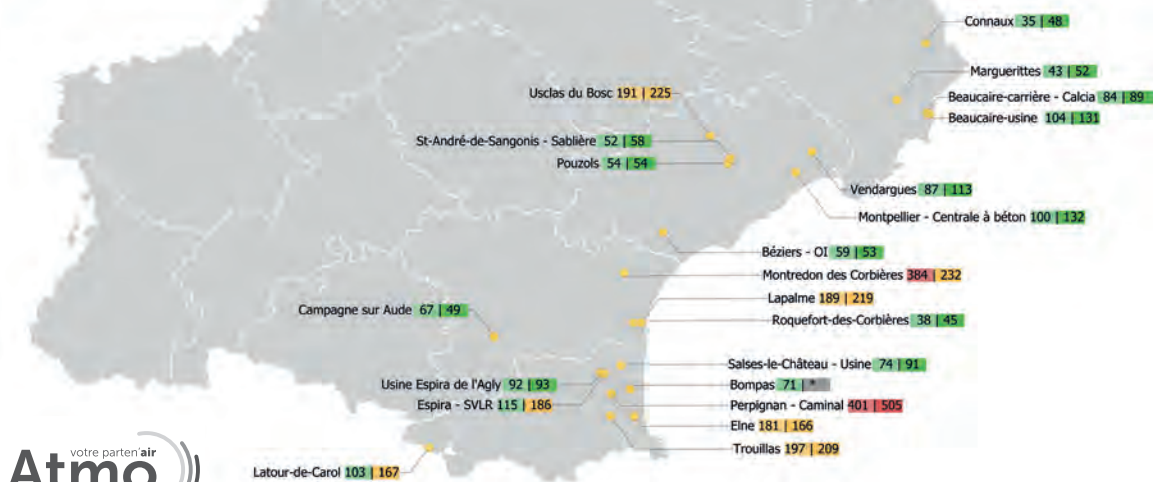 Connaux 35 | 48
Marguerittes 43 | 52
Usclas du Bosc 191 | 225
Beaucaire-carrière - Calcia 84 | 89
Beaucaire-usine 104 | 131
St-André-de-Sangonis - Sablière 52 | 58
Pouzols 54 | 54
Vendargues 87 | 113
Montpellier - Centrale à béton 100 | 132
Béziers - OI 59 | 53
Montredon des Corbières 384 | 232
Lapalme 189 | 219
Campagne sur Aude 67 | 49
Roquefort-des-Corbières 38 | 45
Salses-le-Château - Usine 74 | 91
Usine Espira de l'Agly 92 | 93
Bompas 71 | *
Espira - SVLR 115 | 186
Perpignan - Caminal 401 | 505
Elne 181 | 166
Trouillas 197 | 209
votre parten'air
Atmo
Latour-de-Carol 103 | 167